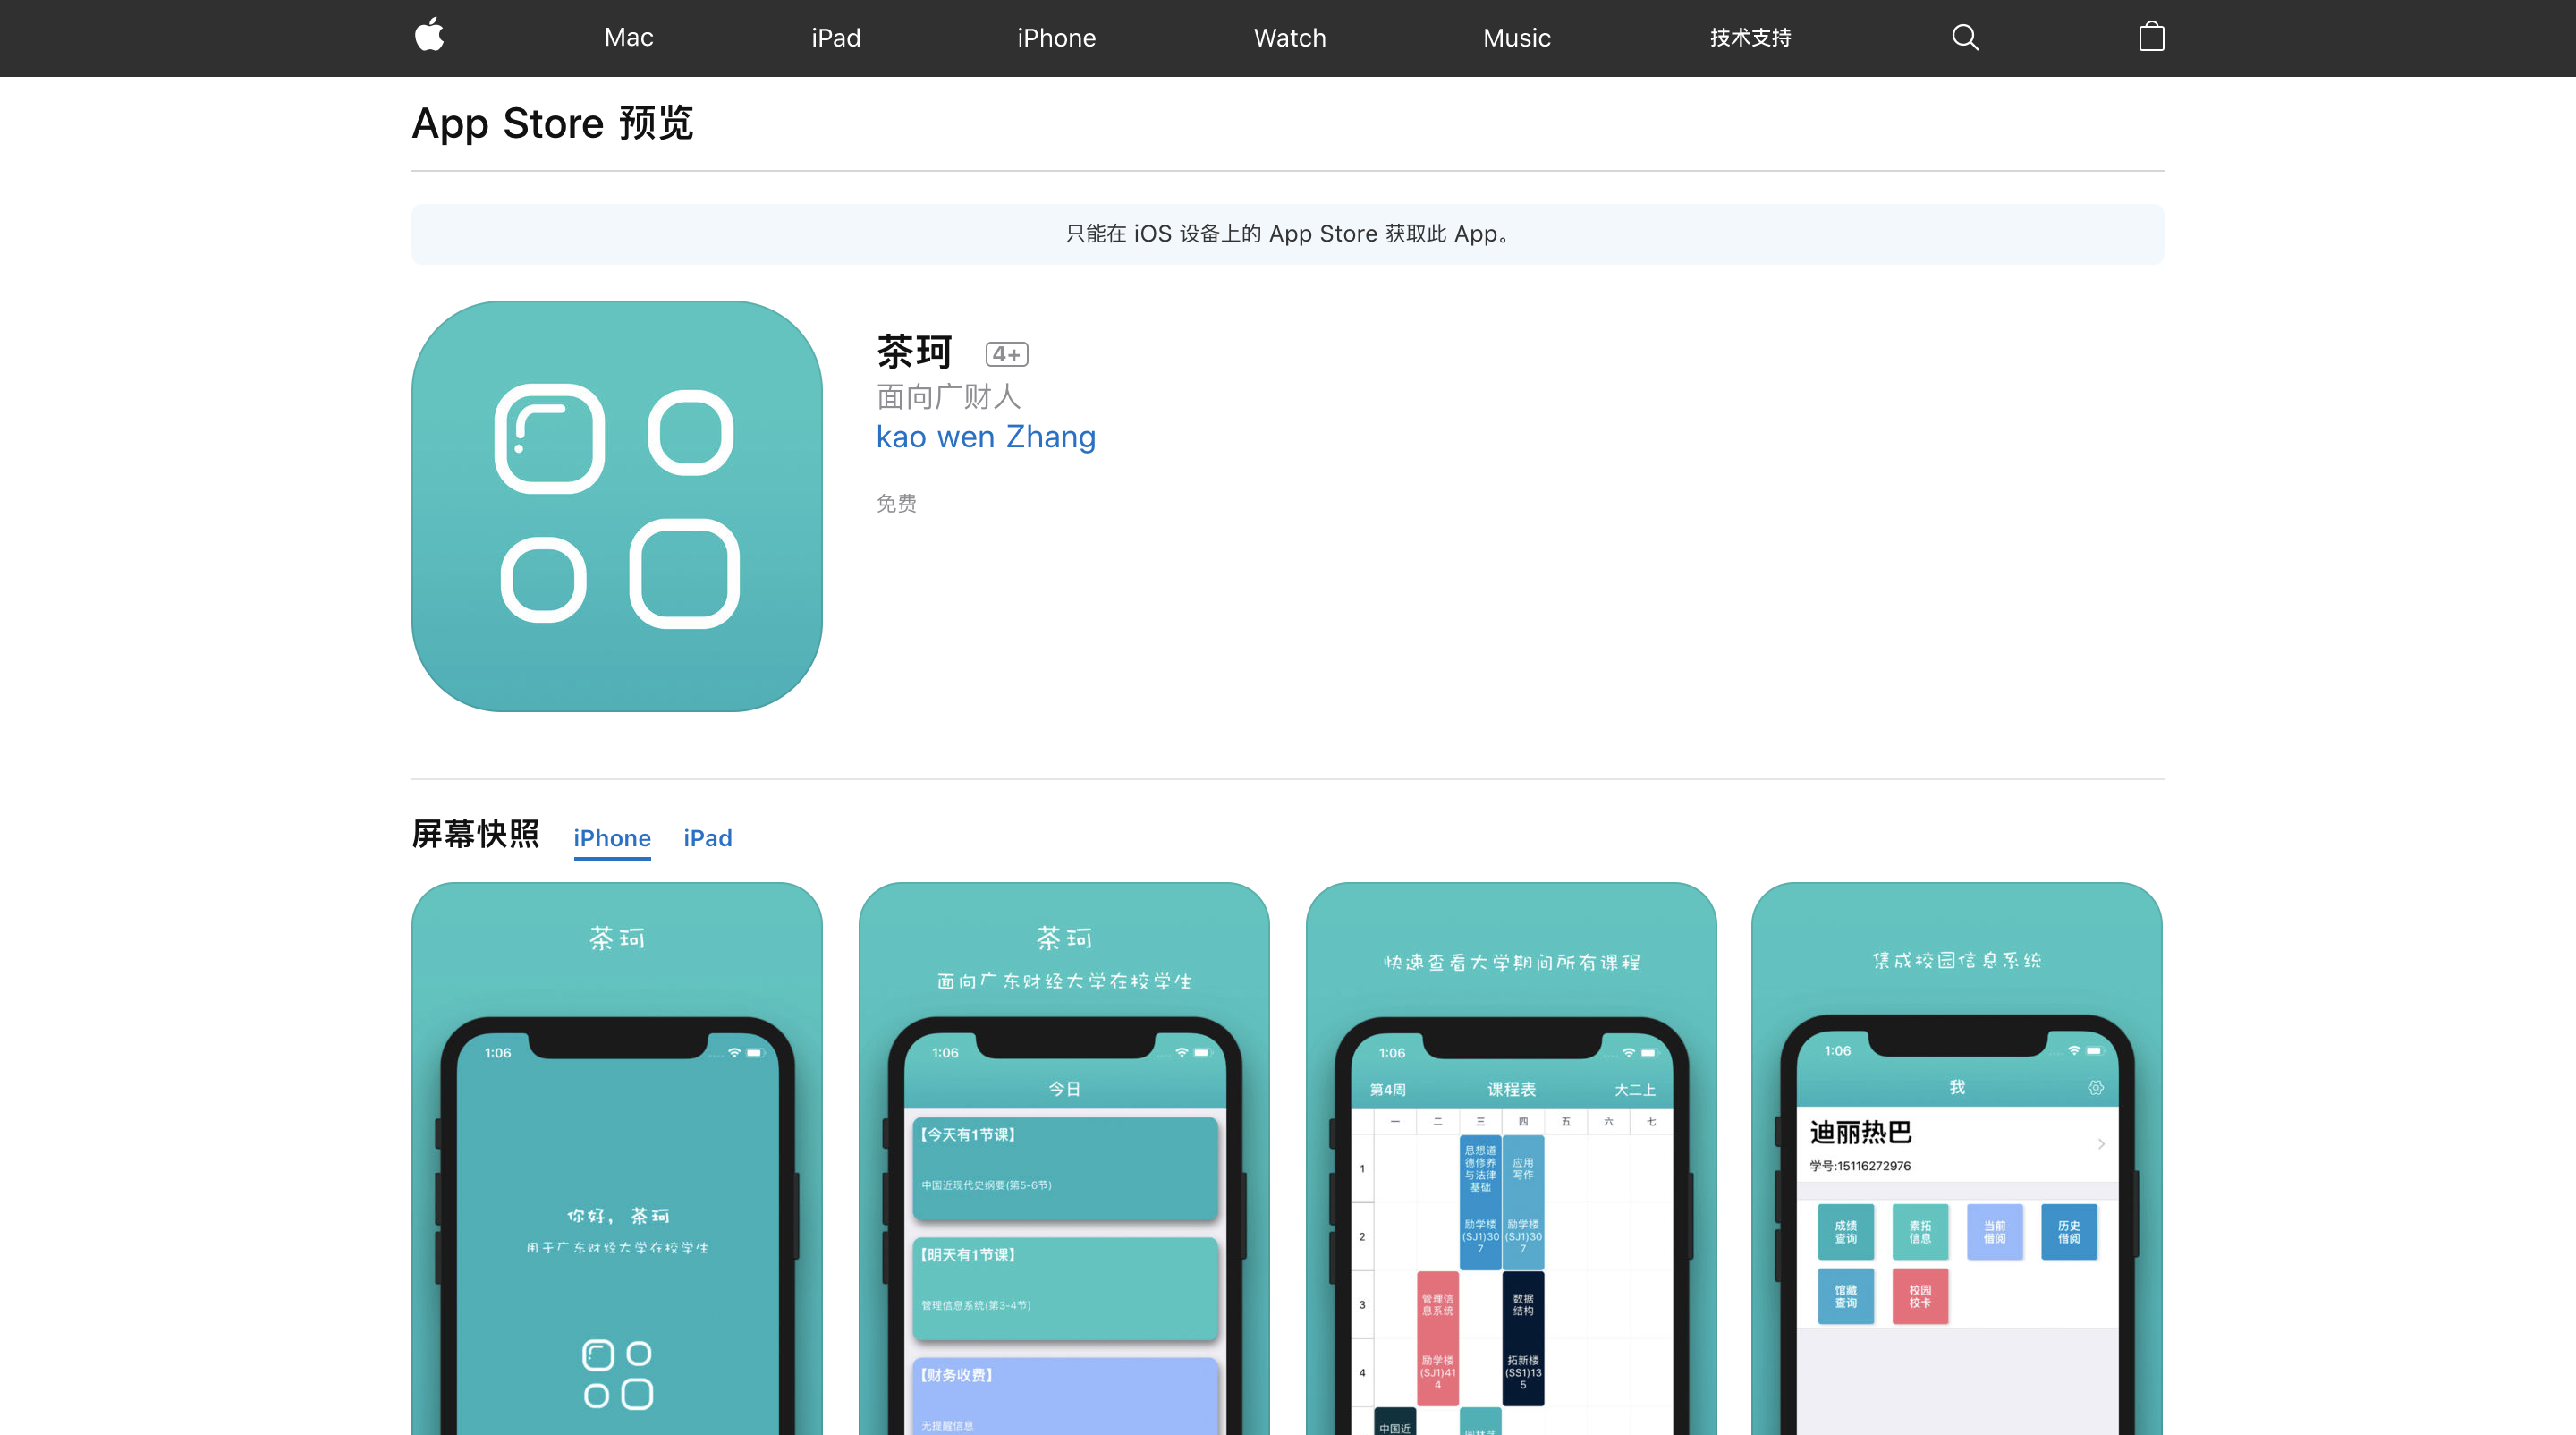 Mac
iPad
iPhone
Watch
Music
技术支持
App Store 预览
只能在 iOS 设备上的 App Store 获取此 App。
茶珂 4+
面向广财人
kao wen Zhang
免费
屏幕快照 iPhone iPad
茶珂
1:06
你好，茶珂
用于广东财经大学在校学生
茶珂
面向广东财经大学在校学生
1:06
今日
【今天有1节课】
中国近现代史纲要(第5-6节)
【明天有1节课】
管理信息系统(第3-4节)
【财务收费】
无提醒信息
快速查看大学期间所有课程
1:06
第4周 课程表 大二上
一 二 三 四 五 六 七
1
2
3
4
思想道
德修养
与法律
基础
励学楼
(SJ1)30
7
应用
写作
励学楼
(SJ1)30
7
管理信
息系统
励学楼
(SJ1)41
4
数据
结构
拓新楼
(SS1)13
5
中国近
集成校园信息系统
1:06
我
迪丽热巴
学号:15116272976
成绩
查询
素拓
信息
当前
借阅
历史
借阅
馆藏
查询
校园
校卡